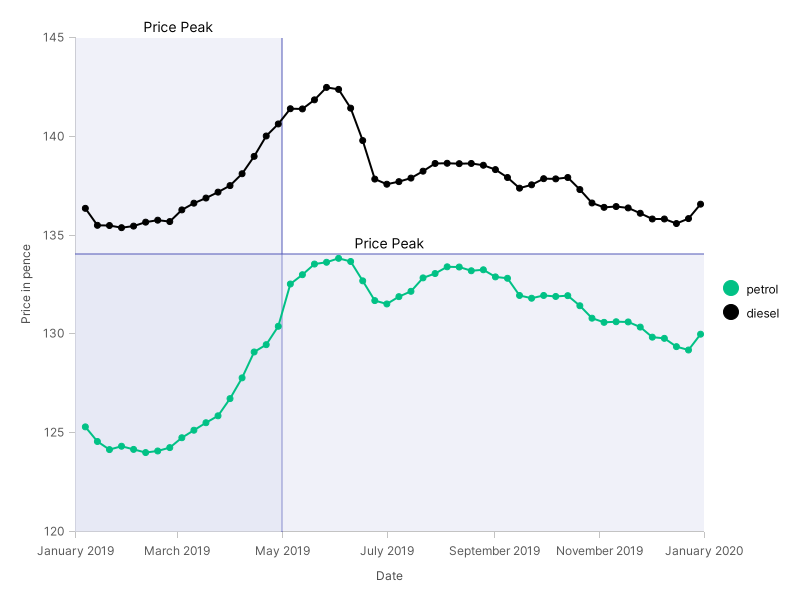 Price Peak
145
140
135
130
125
120
Price in pence
Price Peak
petrol
diesel
January 2019
March 2019
May 2019
July 2019
September 2019
November 2019
January 2020
Date